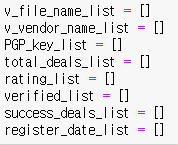 v_file_name_list = []
v_vendor_name_list = []
PGP_key_list = []
total_deals_list = []
rating_list = []
verified_list = []
success_deals_list = []
register_date_list = []